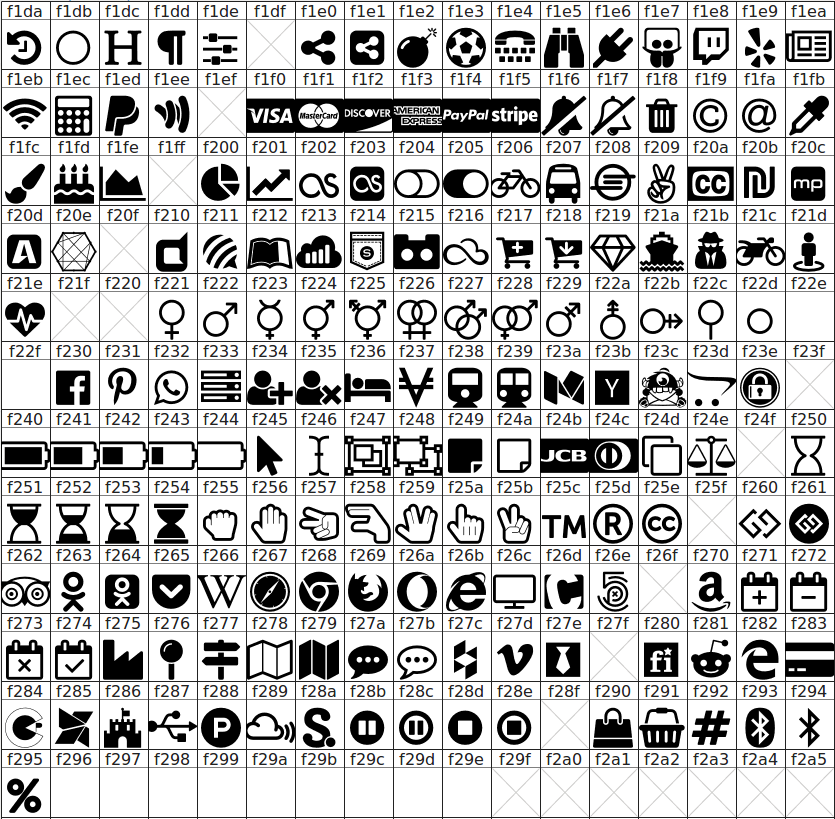 f1da f1db f1dc f1dd f1de f1df f1e0 f1e1 f1e2 f1e3 f1e4 f1e5 f1e6 f1e7 f1e8 f1e9 f1ea
H ¶
f1eb f1ec f1ed f1ee f1ef f1f0 f1f1 f1f2 f1f3 f1f4 f1f5 f1f6 f1f7 f1f8 f1f9 f1fa f1fb
VISA MasterCard DISCOVER AMERICAN EXPRESS PayPal stripe © @
f1fc f1fd f1fe f1ff f200 f201 f202 f203 f204 f205 f206 f207 f208 f209 f20a f20b f20c
as as CC ₪ mp
f20d f20e f20f f210 f211 f212 f213 f214 f215 f216 f217 f218 f219 f21a f21b f21c f21d
A S
f21e f21f f220 f221 f222 f223 f224 f225 f226 f227 f228 f229 f22a f22b f22c f22d f22e
f22f f230 f231 f232 f233 f234 f235 f236 f237 f238 f239 f23a f23b f23c f23d f23e f23f
f Y
f240 f241 f242 f243 f244 f245 f246 f247 f248 f249 f24a f24b f24c f24d f24e f24f f250
JCB
f251 f252 f253 f254 f255 f256 f257 f258 f259 f25a f25b f25c f25d f25e f25f f260 f261
TM ® cc
f262 f263 f264 f265 f266 f267 f268 f269 f26a f26b f26c f26d f26e f26f f270 f271 f272
W e 5 a
f273 f274 f275 f276 f277 f278 f279 f27a f27b f27c f27d f27e f27f f280 f281 f282 f283
v fi e
f284 f285 f286 f287 f288 f289 f28a f28b f28c f28d f28e f28f f290 f291 f292 f293 f294
P S. #
f295 f296 f297 f298 f299 f29a f29b f29c f29d f29e f29f f2a0 f2a1 f2a2 f2a3 f2a4 f2a5
%